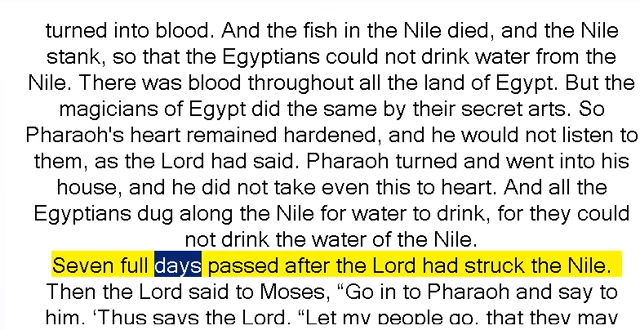 turned into blood. And the fish in the Nile died, and the Nile
stank, so that the Egyptians could not drink water from the
Nile. There was blood throughout all the land of Egypt. But the
magicians of Egypt did the same by their secret arts. So
Pharaoh's heart remained hardened, and he would not listen to
them, as the Lord had said. Pharaoh turned and went into his
house, and he did not take even this to heart. And all the
Egyptians dug along the Nile for water to drink, for they could
not drink the water of the Nile.
Seven full days passed after the Lord had struck the Nile.
Then the Lord said to Moses, “Go in to Pharaoh and say to
him, ‘Thus says the Lord, “Let my people go, that they may